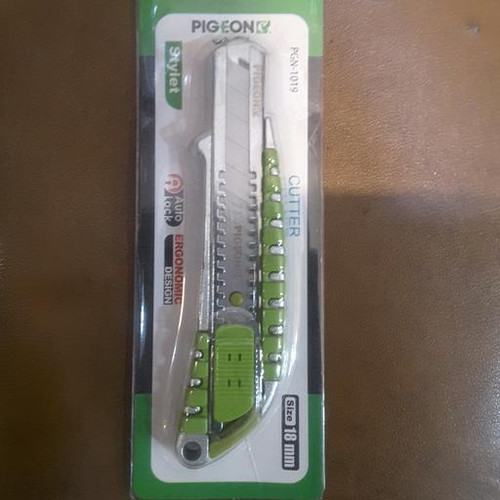 PIGEON
Stylet
PGN-1019
PIGEON
CUTTER
Auto
lock
ERGONOMIC
DESIGN
Size 18 mm